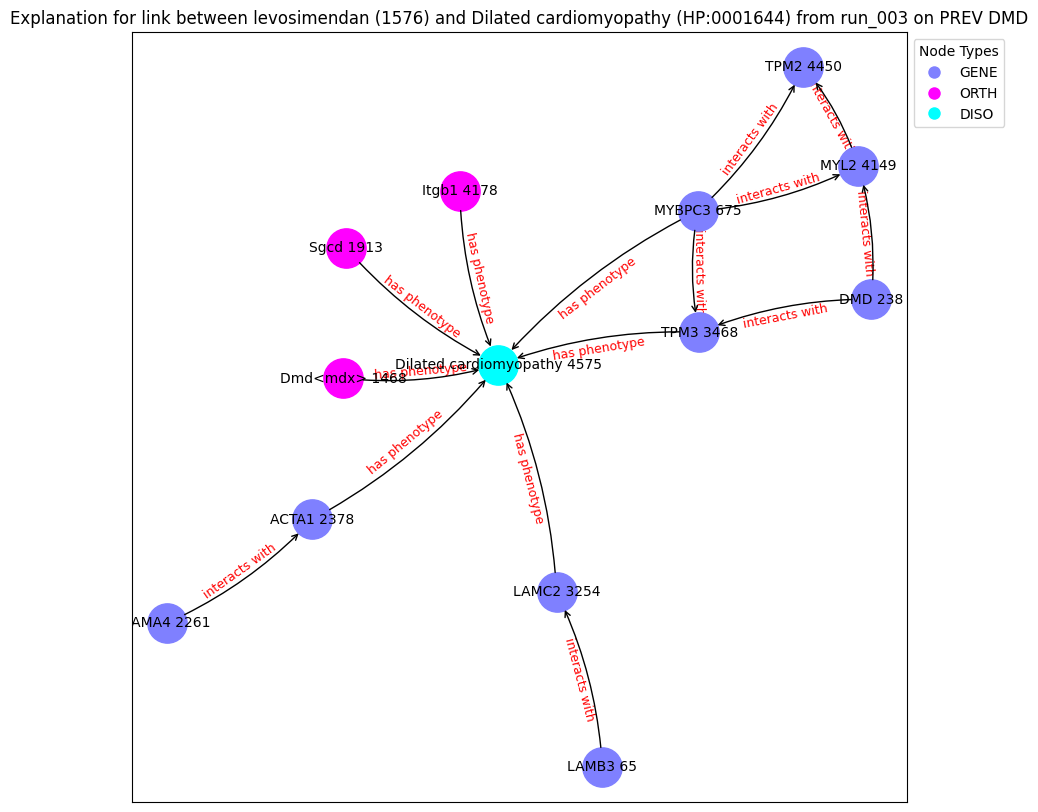 Explanation for link between levosimendan (1576) and Dilated cardiomyopathy (HP:0001644) from run_003 on PREV DMD
Node Types
GENE
ORTH
DISO
TPM2 4450
interacts with
interacts with
MYL2 4149
Itgb1 4178
interacts with
MYBPC3 675
Sgcd 1913
has phenotype
interacts with
interacts with
has phenotype
has phenotype
DMD 238
interacts with
TPM3 3468
has phenotype
Dilated cardiomyopathy 4575
has phenotype
Dmd<mdx> 1468
has phenotype
has phenotype
ACTA1 2378
interacts with
LAMC2 3254
AMA4 2261
interacts with
LAMB3 65